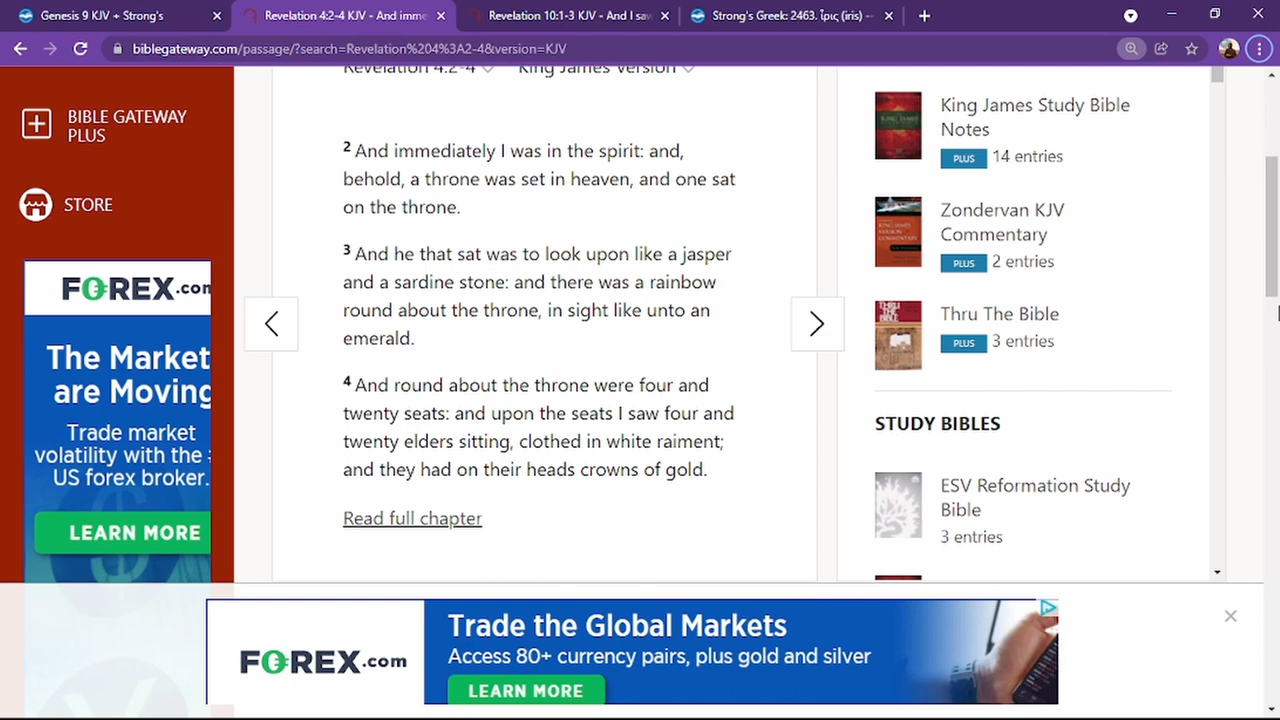 Genesis 9 KJV + Strong's
Revelation 4:2-4 KJV - And imme
Revelation 10:1-3 KJV - And I saw
Strong's Greek: 2463. ἶρις (iris) --
biblegateway.com/passage/?search=Revelation%204%3A2-4&version=KJV
BIBLE GATEWAY
PLUS
STORE
FOREX.con
The Market
are Moving
Trade market
volatility with the
US forex broker.
LEARN MORE
Revelation 4:2-4 King James Version
2 And immediately I was in the spirit: and,
behold, a throne was set in heaven, and one sat
on the throne.
3 And he that sat was to look upon like a jasper
and a sardine stone: and there was a rainbow
round about the throne, in sight like unto an
emerald.
4 And round about the throne were four and
twenty seats: and upon the seats I saw four and
twenty elders sitting, clothed in white raiment;
and they had on their heads crowns of gold.
Read full chapter
King James Study Bible
Notes
PLUS 14 entries
Zondervan KJV
Commentary
PLUS 2 entries
Thru The Bible
PLUS 3 entries
STUDY BIBLES
ESV Reformation Study
Bible
3 entries
FOREX.com
Trade the Global Markets
Access 80+ currency pairs, plus gold and silver
LEARN MORE